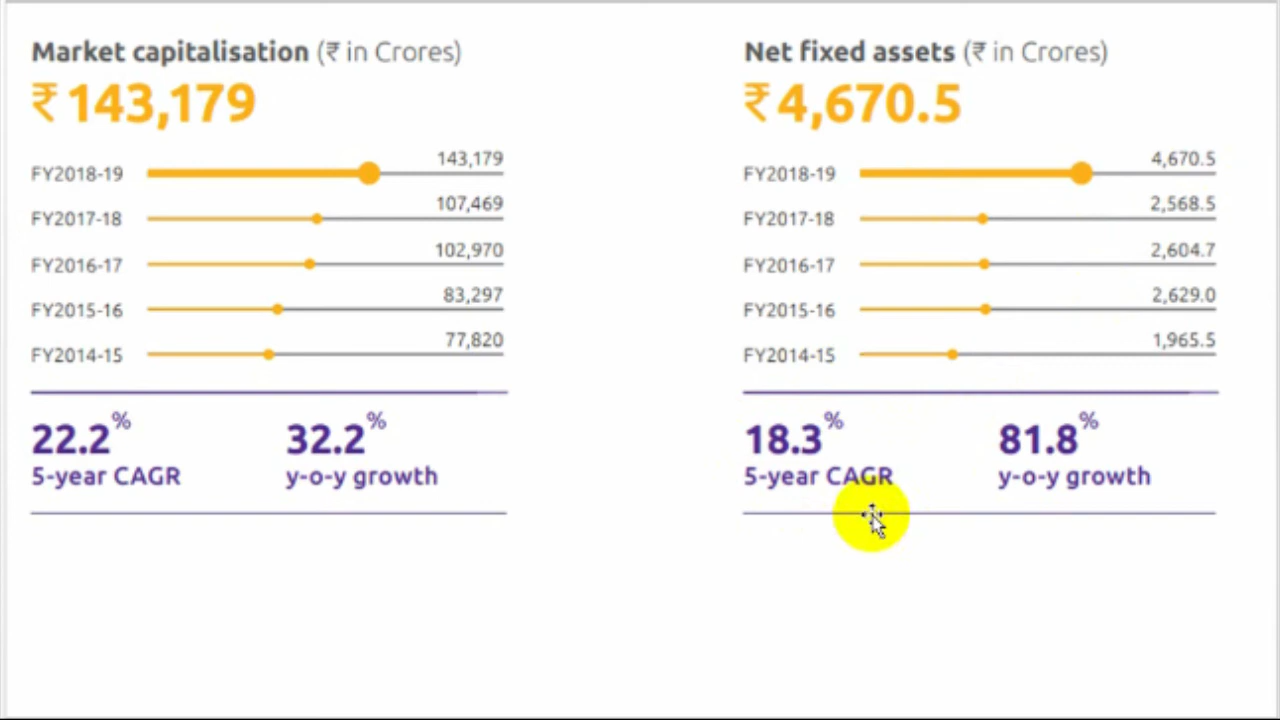 Market capitalisation (₹ in Crores)
₹143,179
FY2018-19 143,179
FY2017-18 107,469
FY2016-17 102,970
FY2015-16 83,297
FY2014-15 77,820
22.2% 32.2%
5-year CAGR y-o-y growth
Net fixed assets (₹ in Crores)
₹4,670.5
FY2018-19 4,670.5
FY2017-18 2,568.5
FY2016-17 2,604.7
FY2015-16 2,629.0
FY2014-15 1,965.5
18.3% 81.8%
5-year CAGR y-o-y growth